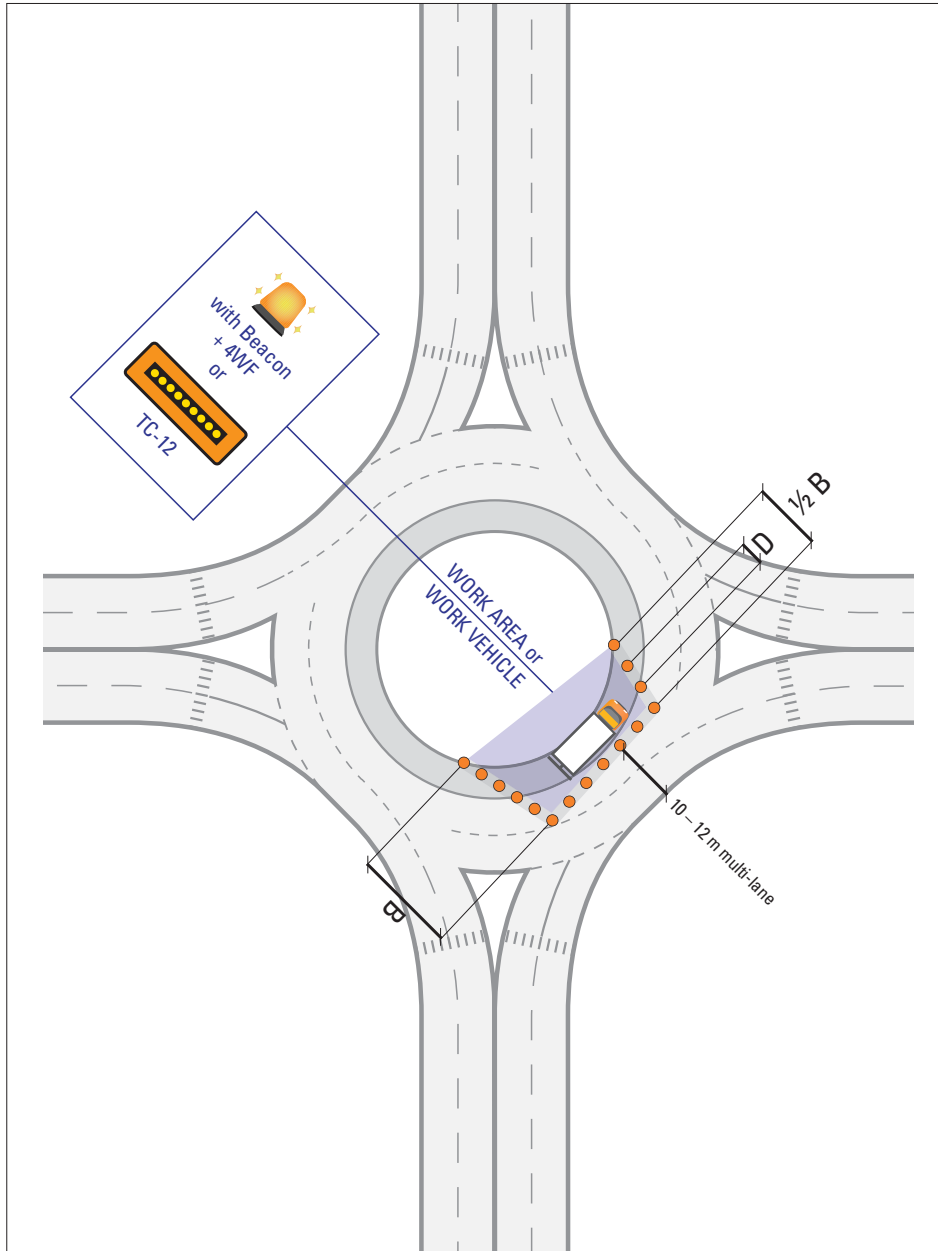 with Beacon
+ 4WF
or
TC-12
WORK AREA or
WORK VEHICLE
½ B
D
10 – 12 m multi-lane
B